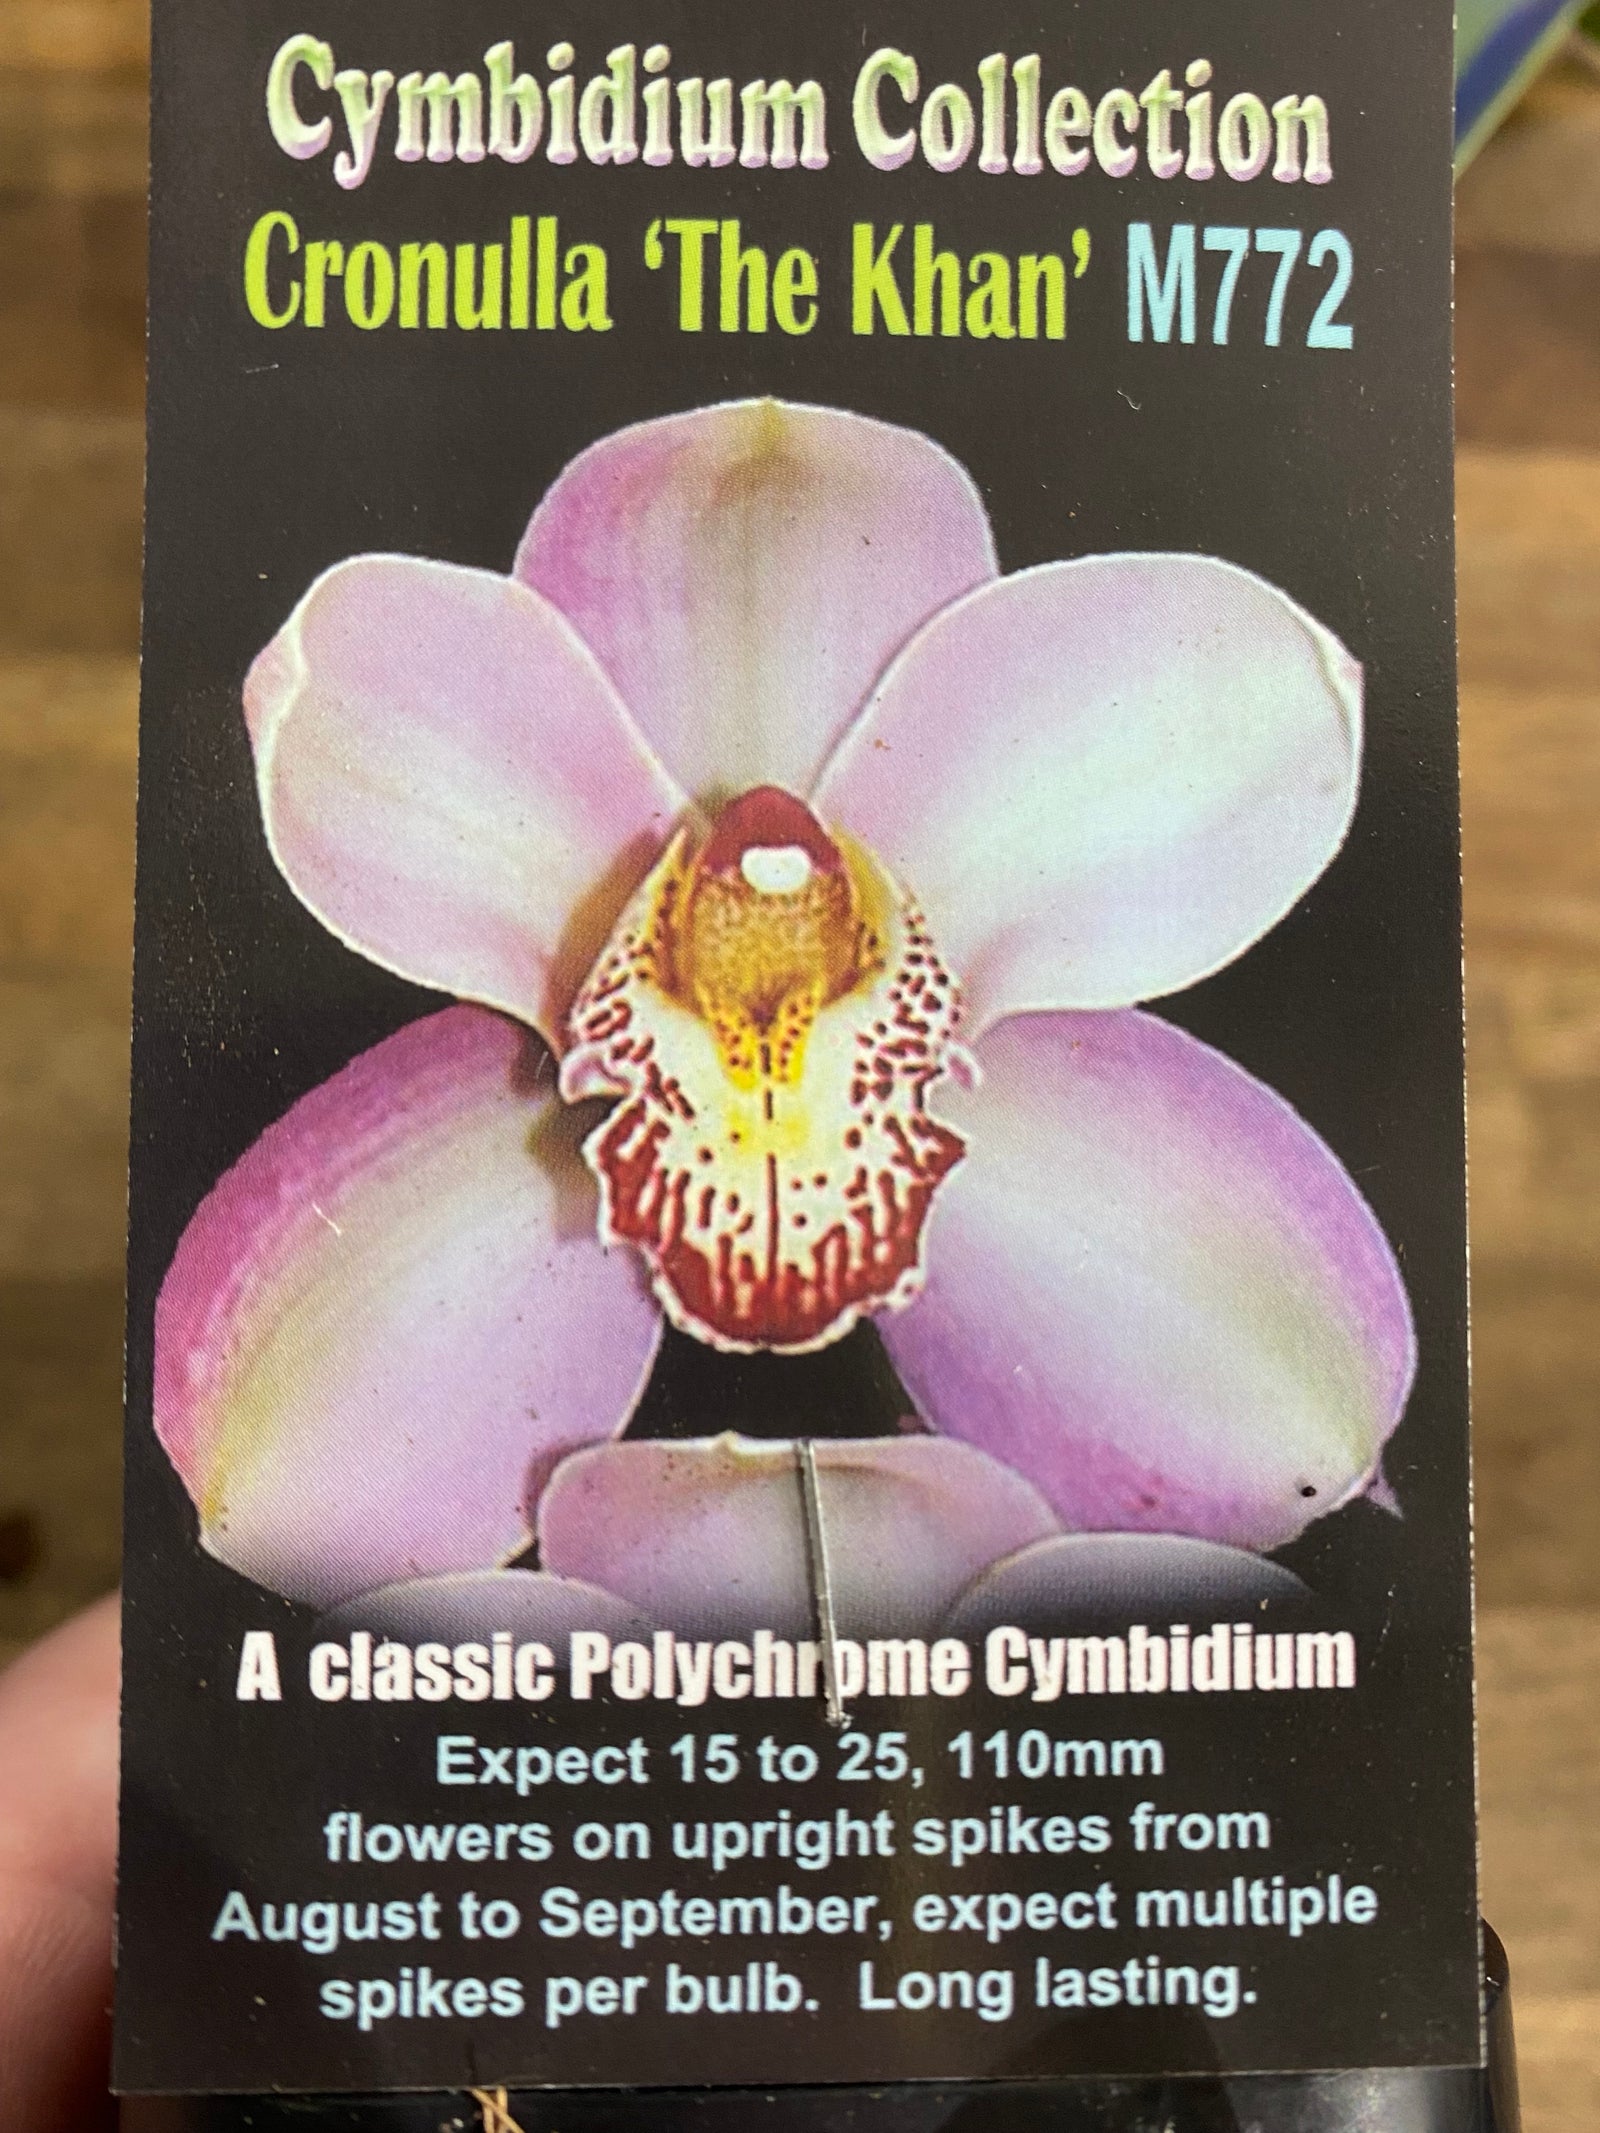 Cymbidium Collection
Cronulla ‘The Khan’ M772
A classic Polychrome Cymbidium
Expect 15 to 25, 110mm
flowers on upright spikes from
August to September, expect multiple
spikes per bulb. Long lasting.